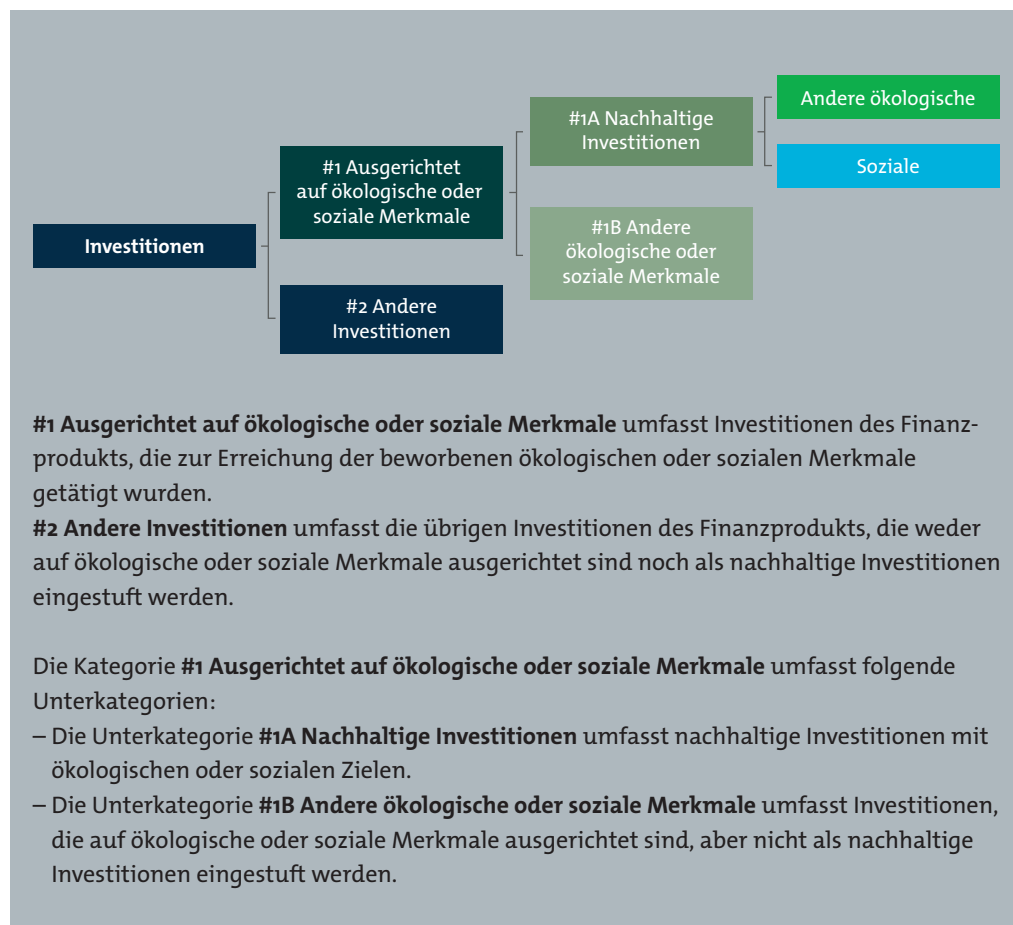 Andere ökologische
#1A Nachhaltige
Investitionen
Soziale
#1 Ausgerichtet
auf ökologische oder
soziale Merkmale
#1B Andere
ökologische oder
soziale Merkmale
Investitionen
#2 Andere
Investitionen
#1 Ausgerichtet auf ökologische oder soziale Merkmale umfasst Investitionen des Finanz-
produkts, die zur Erreichung der beworbenen ökologischen oder sozialen Merkmale
getätigt wurden.
#2 Andere Investitionen umfasst die übrigen Investitionen des Finanzprodukts, die weder
auf ökologische oder soziale Merkmale ausgerichtet sind noch als nachhaltige Investitionen
eingestuft werden.
Die Kategorie #1 Ausgerichtet auf ökologische oder soziale Merkmale umfasst folgende
Unterkategorien:
– Die Unterkategorie #1A Nachhaltige Investitionen umfasst nachhaltige Investitionen mit
ökologischen oder sozialen Zielen.
– Die Unterkategorie #1B Andere ökologische oder soziale Merkmale umfasst Investitionen,
die auf ökologische oder soziale Merkmale ausgerichtet sind, aber nicht als nachhaltige
Investitionen eingestuft werden.